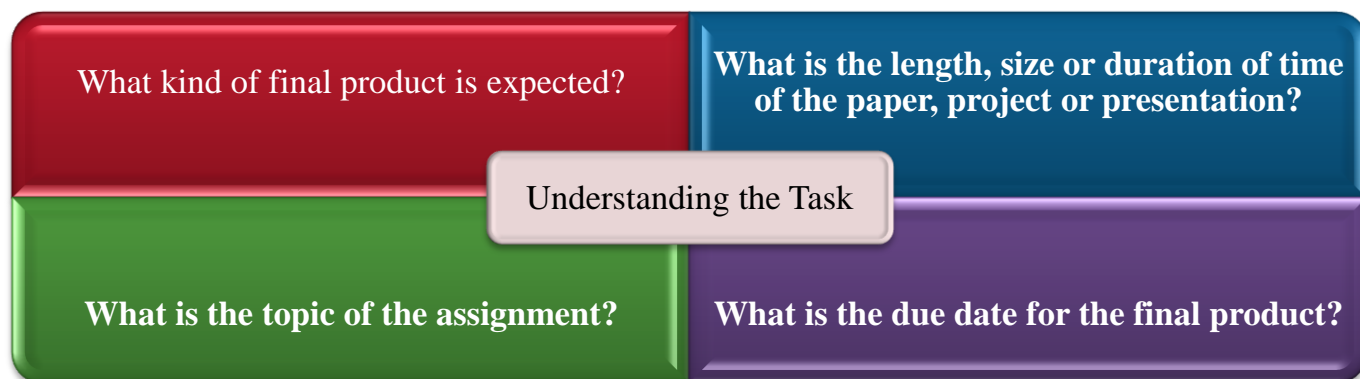 What kind of final product is expected?
What is the length, size or duration of time
of the paper, project or presentation?
Understanding the Task
What is the topic of the assignment?
What is the due date for the final product?